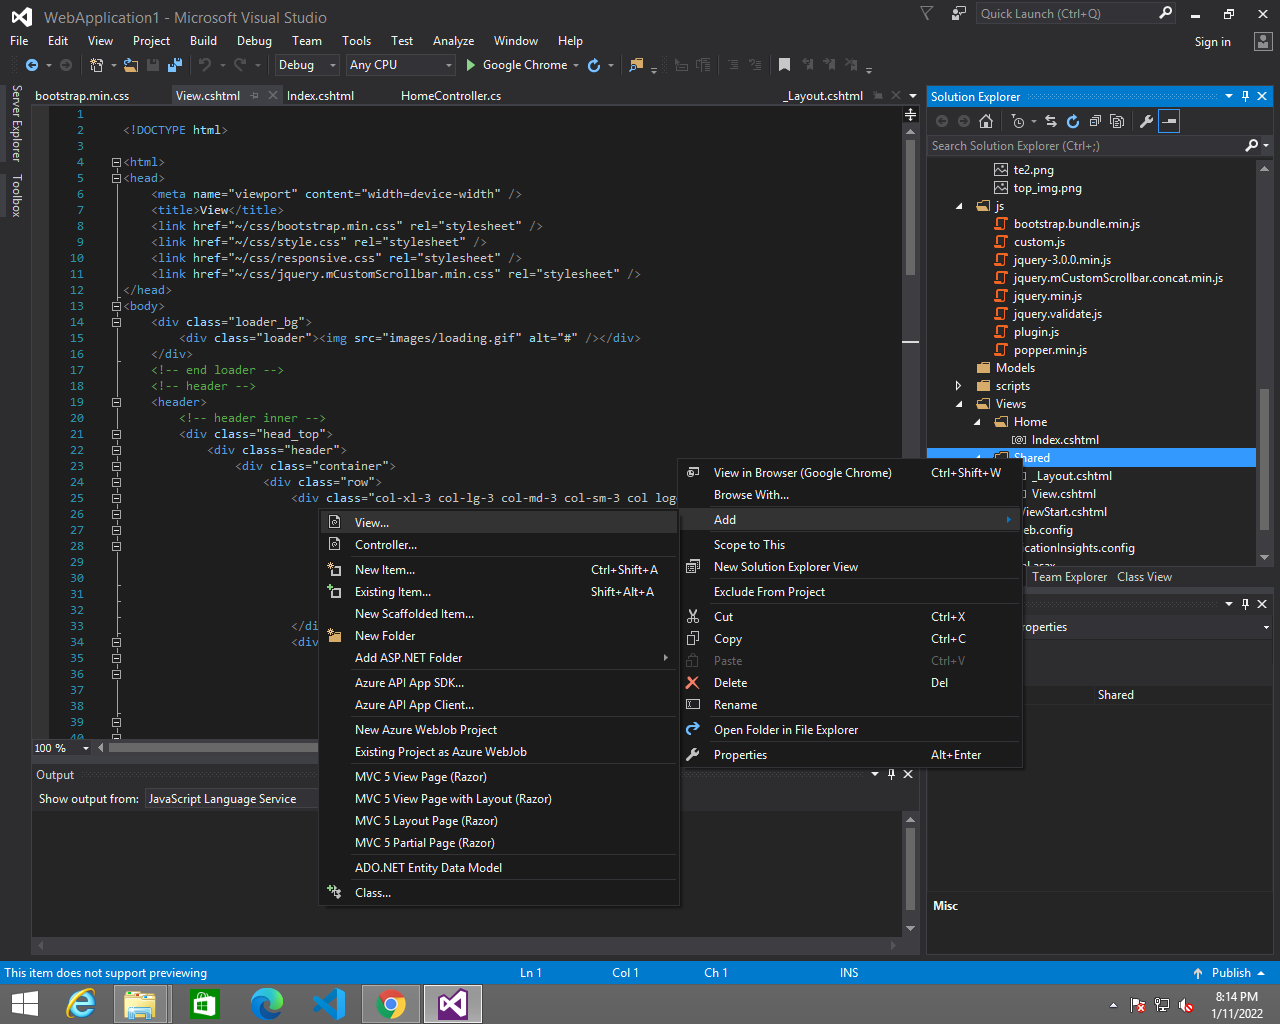 WebApplication1 - Microsoft Visual Studio
Quick Launch (Ctrl+Q)
File Edit View Project Build Debug Team Tools Test Analyze Window Help
Sign in
Debug Any CPU Google Chrome
bootstrap.min.css View.cshtml Index.cshtml HomeController.cs _Layout.cshtml
Server Explorer
Toolbox
1
2 <!DOCTYPE html>
3
4 <html>
5 <head>
6 <meta name="viewport" content="width=device-width" />
7 <title>View</title>
8 <link href="~/css/bootstrap.min.css" rel="stylesheet" />
9 <link href="~/css/style.css" rel="stylesheet" />
10 <link href="~/css/responsive.css" rel="stylesheet" />
11 <link href="~/css/jquery.mCustomScrollbar.min.css" rel="stylesheet" />
12 </head>
13 <body>
14 <div class="loader_bg">
15 <div class="loader"><img src="images/loading.gif" alt="#" /></div>
16 </div>
17 <!-- end loader -->
18 <!-- header -->
19 <header>
20 <!-- header inner -->
21 <div class="head_top">
22 <div class="header">
23 <div class="container">
24 <div class="row">
25 <div class="col-xl-3 col-lg-3 col-md-3 col-sm-3 col log
26
27
28
29
30
31
32
33 </di
34 <div
35
36
37
38
39
40
100 %
View...
Controller...
New Item... Ctrl+Shift+A
Existing Item... Shift+Alt+A
New Scaffolded Item...
New Folder
Add ASP.NET Folder
Azure API App SDK...
Azure API App Client...
New Azure WebJob Project
Existing Project as Azure WebJob
MVC 5 View Page (Razor)
MVC 5 View Page with Layout (Razor)
MVC 5 Layout Page (Razor)
MVC 5 Partial Page (Razor)
ADO.NET Entity Data Model
Class...
View in Browser (Google Chrome) Ctrl+Shift+W
Browse With...
Add
Scope to This
New Solution Explorer View
Exclude From Project
Cut Ctrl+X
Copy Ctrl+C
Paste Ctrl+V
Delete Del
Rename
Open Folder in File Explorer
Properties Alt+Enter
Solution Explorer
Search Solution Explorer (Ctrl+;)
te2.png
top_img.png
js
bootstrap.bundle.min.js
custom.js
jquery-3.0.0.min.js
jquery.mCustomScrollbar.concat.min.js
jquery.min.js
jquery.validate.js
plugin.js
popper.min.js
Models
scripts
Views
Home
Index.cshtml
Shared
_Layout.cshtml
View.cshtml
ViewStart.cshtml
eb.config
icationInsights.config
Team Explorer Class View
roperties
Shared
Misc
Output
Show output from: JavaScript Language Service
This item does not support previewing Ln 1 Col 1 Ch 1 INS Publish
8:14 PM
1/11/2022